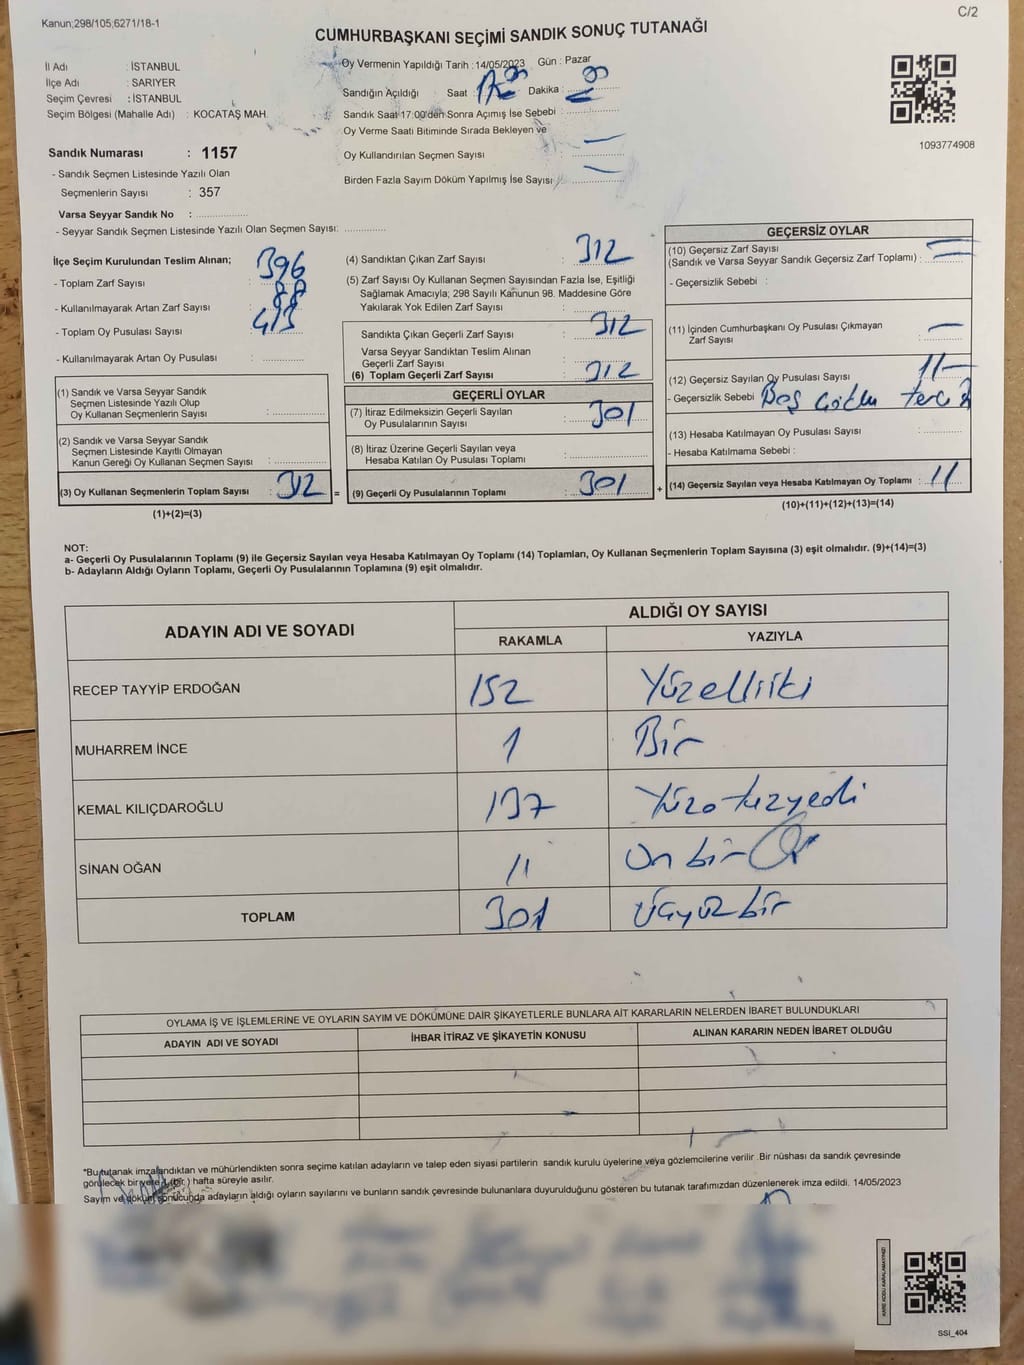 Kanun;298/105;6271/18-1
C/2
CUMHURBAŞKANI SEÇİMİ SANDIK SONUÇ TUTANAĞI
İl Adı : İSTANBUL
İlçe Adı : SARIYER
Seçim Çevresi : İSTANBUL
Seçim Bölgesi (Mahalle Adı) : KOCATAŞ MAH.
Sandık Numarası : 1157
- Sandık Seçmen Listesinde Yazılı Olan
Seçmenlerin Sayısı : 357
Varsa Seyyar Sandık No : ...............
- Seyyar Sandık Seçmen Listesinde Yazılı Olan Seçmen Sayısı: ............
Oy Vermenin Yapıldığı Tarih : 14/05/2023 Gün : Pazar
Sandığın Açıldığı Saat : Dakika :
Sandık Saat 17:00'den Sonra Açımış İse Sebebi :
Oy Verme Saati Bitiminde Sırada Bekleyen ve
Oy Kullandırılan Seçmen Sayısı : —
Birden Fazla Sayım Döküm Yapılmış İse Sayısı : —
1093774908
İlçe Seçim Kurulundan Teslim Alınan;
- Toplam Zarf Sayısı : 396
- Kullanılmayarak Artan Zarf Sayısı : 88
- Toplam Oy Pusulası Sayısı :
- Kullanılmayarak Artan Oy Pusulası : ............
(1) Sandık ve Varsa Seyyar Sandık
Seçmen Listesinde Yazılı Olup
Oy Kullanan Seçmenlerin Sayısı : ............
(2) Sandık ve Varsa Seyyar Sandık
Seçmen Listesinde Kayıtlı Olmayan
Kanun Gereği Oy Kullanan Seçmen Sayısı : ............
(3) Oy Kullanan Seçmenlerin Toplam Sayısı : 312 =
(1)+(2)=(3)
(4) Sandıktan Çıkan Zarf Sayısı : 312
(5) Zarf Sayısı Oy Kullanan Seçmen Sayısından Fazla İse, Eşitliği
Sağlamak Amacıyla; 298 Sayılı Kanunun 98. Maddesine Göre
Yakılarak Yok Edilen Zarf Sayısı : ............
Sandıkta Çıkan Geçerli Zarf Sayısı : 312
Varsa Seyyar Sandıktan Teslim Alınan
Geçerli Zarf Sayısı : ............
(6) Toplam Geçerli Zarf Sayısı : 312
GEÇERLİ OYLAR
(7) İtiraz Edilmeksizin Geçerli Sayılan
Oy Pusulalarının Sayısı : 301
(8) İtiraz Üzerine Geçerli Sayılan veya
Hesaba Katılan Oy Pusulası Toplamı : ............
(9) Geçerli Oy Pusulalarının Toplamı : 301 +
GEÇERSİZ OYLAR
(10) Geçersiz Zarf Sayısı
(Sandık ve Varsa Seyyar Sandık Geçersiz Zarf Toplamı) : —
- Geçersizlik Sebebi :
(11) İçinden Cumhurbaşkanı Oy Pusulası Çıkmayan
Zarf Sayısı : —
(12) Geçersiz Sayılan Oy Pusulası Sayısı : 11—
- Geçersizlik Sebebi : Boş
(13) Hesaba Katılmayan Oy Pusulası Sayısı : ............
- Hesaba Katılmama Sebebi :
(14) Geçersiz Sayılan veya Hesaba Katılmayan Oy Toplamı : 11
(10)+(11)+(12)+(13)=(14)
NOT:
a- Geçerli Oy Pusulalarının Toplamı (9) ile Geçersiz Sayılan veya Hesaba Katılmayan Oy Toplamı (14) Toplamları, Oy Kullanan Seçmenlerin Toplam Sayısına (3) eşit olmalıdır. (9)+(14)=(3)
b- Adayların Aldığı Oyların Toplamı, Geçerli Oy Pusulalarının Toplamına (9) eşit olmalıdır.
ADAYIN ADI VE SOYADI
ALDIĞI OY SAYISI
RAKAMLA YAZIYLA
RECEP TAYYİP ERDOĞAN 152 Yüzelliiki
MUHARREM İNCE 1 Bir
KEMAL KILIÇDAROĞLU 137 Yüzotuzyedi
SİNAN OĞAN 11 On bir
TOPLAM 301 üçyüzbir
OYLAMA İŞ VE İŞLEMLERİNE VE OYLARIN SAYIM VE DÖKÜMÜNE DAİR ŞİKAYETLERLE BUNLARA AİT KARARLARIN NELERDEN İBARET BULUNDUKLARI
ADAYIN ADI VE SOYADI İHBAR İTİRAZ VE ŞİKAYETİN KONUSU ALINAN KARARIN NEDEN İBARET OLDUĞU
*Bu tutanak imzalandıktan ve mühürlendikten sonra seçime katılan adayların ve talep eden siyasi partilerin sandık kurulu üyelerine veya gözlemcilerine verilir. Bir nüshası da sandık çevresinde
görülecek bir yere 1 (bir ) hafta süreyle asılır.
Sayım ve döküm sonucunda adayların aldığı oyların sayılarını ve bunların sandık çevresinde bulunanlara duyurulduğunu gösteren bu tutanak tarafımızdan düzenlenerek imza edildi. 14/05/2023
SSI_404